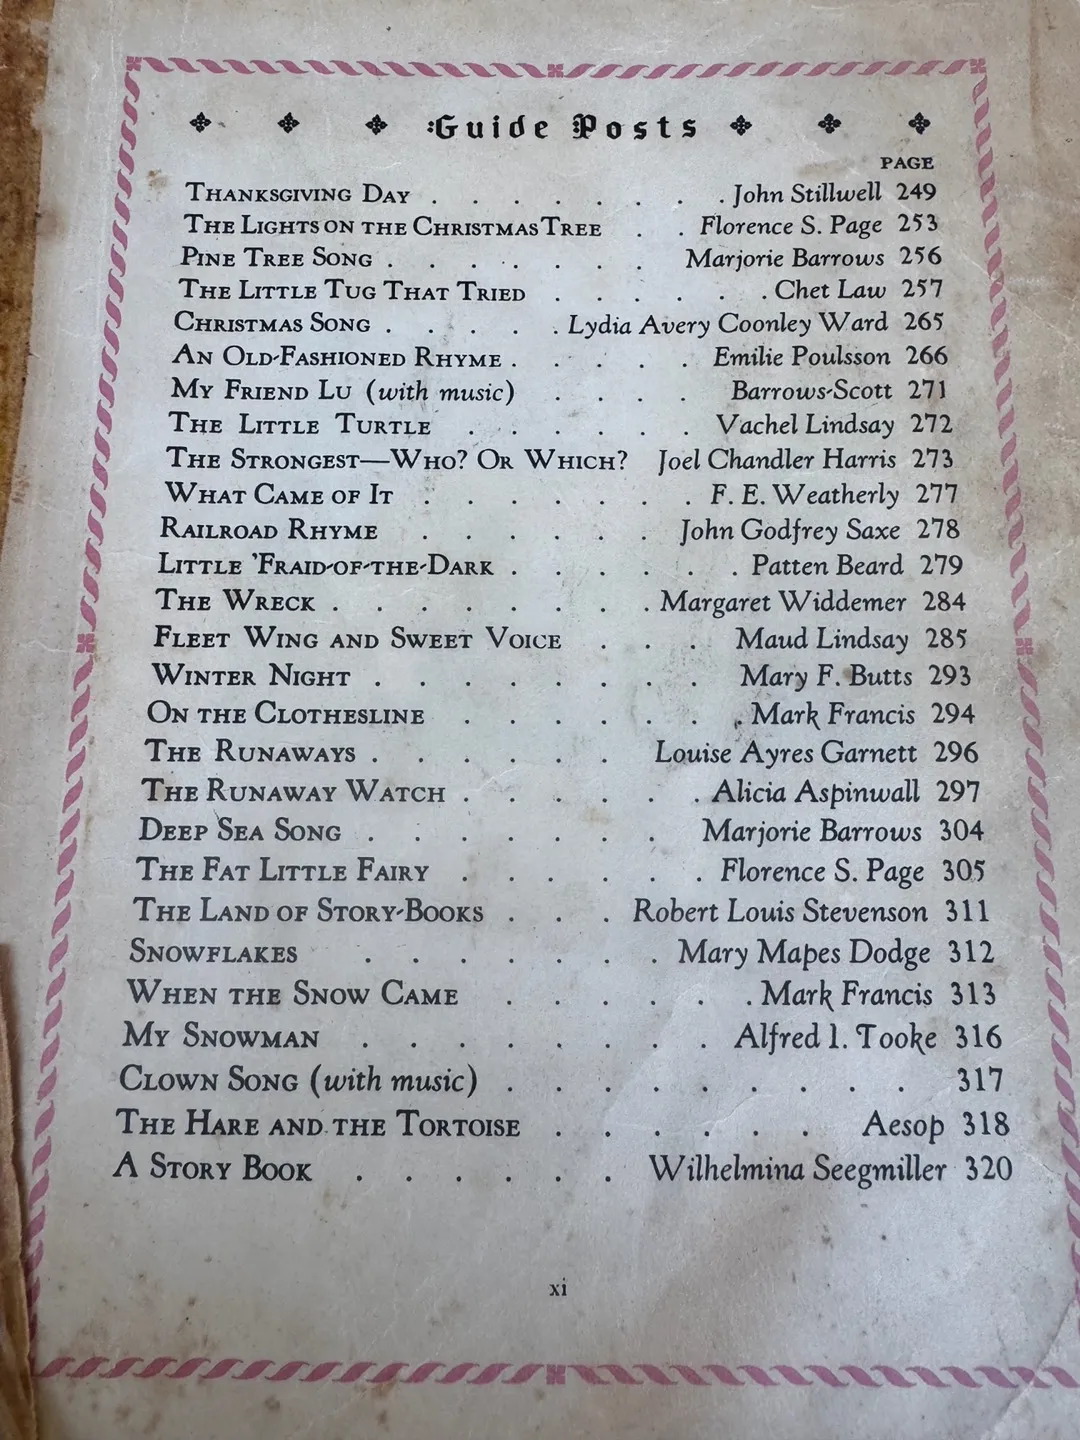 Guide Posts
PAGE
THANKSGIVING DAY . . . . . . . John Stillwell 249
THE LIGHTS ON THE CHRISTMAS TREE . . Florence S. Page 253
PINE TREE SONG . . . . . . Marjorie Barrows 256
THE LITTLE TUG THAT TRIED . . . . . . Chet Law 257
CHRISTMAS SONG . . . . . Lydia Avery Coonley Ward 265
AN OLD-FASHIONED RHYME . . . . . Emilie Poulsson 266
MY FRIEND LU (with music) . . . . Barrows-Scott 271
THE LITTLE TURTLE . . . . . . Vachel Lindsay 272
THE STRONGEST—WHO? OR WHICH? Joel Chandler Harris 273
WHAT CAME OF IT . . . . . . . F. E. Weatherly 277
RAILROAD RHYME . . . . . . John Godfrey Saxe 278
LITTLE 'FRAID-OF-THE-DARK . . . . . . Patten Beard 279
THE WRECK . . . . . . . . Margaret Widdemer 284
FLEET WING AND SWEET VOICE . . . Maud Lindsay 285
WINTER NIGHT . . . . . . . . Mary F. Butts 293
ON THE CLOTHESLINE . . . . . . . Mark Francis 294
THE RUNAWAYS . . . . . . Louise Ayres Garnett 296
THE RUNAWAY WATCH . . . . . . Alicia Aspinwall 297
DEEP SEA SONG . . . . . . . Marjorie Barrows 304
THE FAT LITTLE FAIRY . . . . . . Florence S. Page 305
THE LAND OF STORY-BOOKS . . . Robert Louis Stevenson 311
SNOWFLAKES . . . . . . . Mary Mapes Dodge 312
WHEN THE SNOW CAME . . . . . . Mark Francis 313
MY SNOWMAN . . . . . . . . Alfred I. Tooke 316
CLOWN SONG (with music) . . . . . . . . . 317
THE HARE AND THE TORTOISE . . . . . . Aesop 318
A STORY BOOK . . . . . . Wilhelmina Seegmiller 320
xi